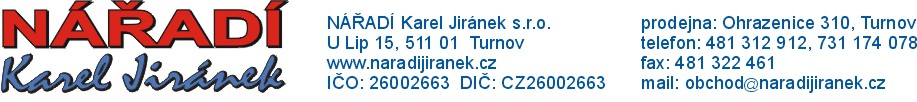 NÁŘADÍ
Karel Jiránek
NÁŘADÍ Karel Jiránek s.r.o.
U Lip 15, 511 01 Turnov
www.naradijiranek.cz
IČO: 26002663 DIČ: CZ26002663
prodejna: Ohrazenice 310, Turnov
telefon: 481 312 912, 731 174 078
fax: 481 322 461
mail: obchod@naradijiranek.cz